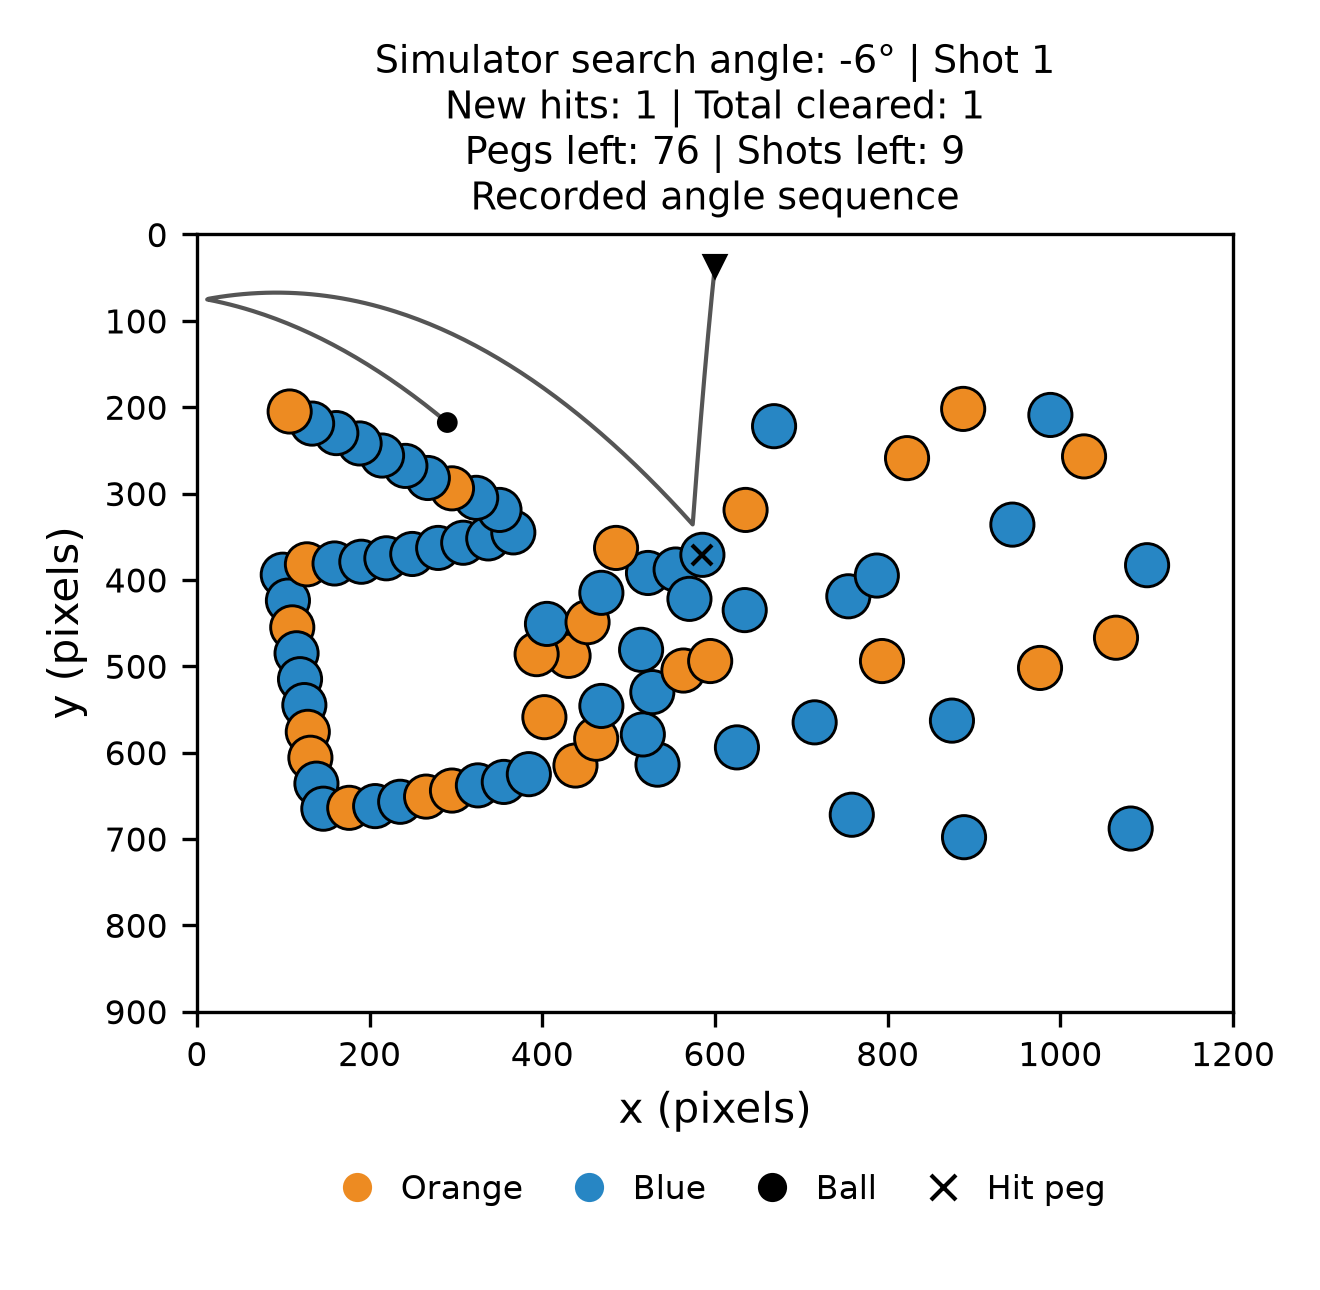 Simulator search angle: -6° | Shot 1
New hits: 1 | Total cleared: 1
Pegs left: 76 | Shots left: 9
Recorded angle sequence
0
100
200
300
400
500
600
700
800
900
y (pixels)
0 200 400 600 800 1000 1200
x (pixels)
Orange Blue Ball Hit peg